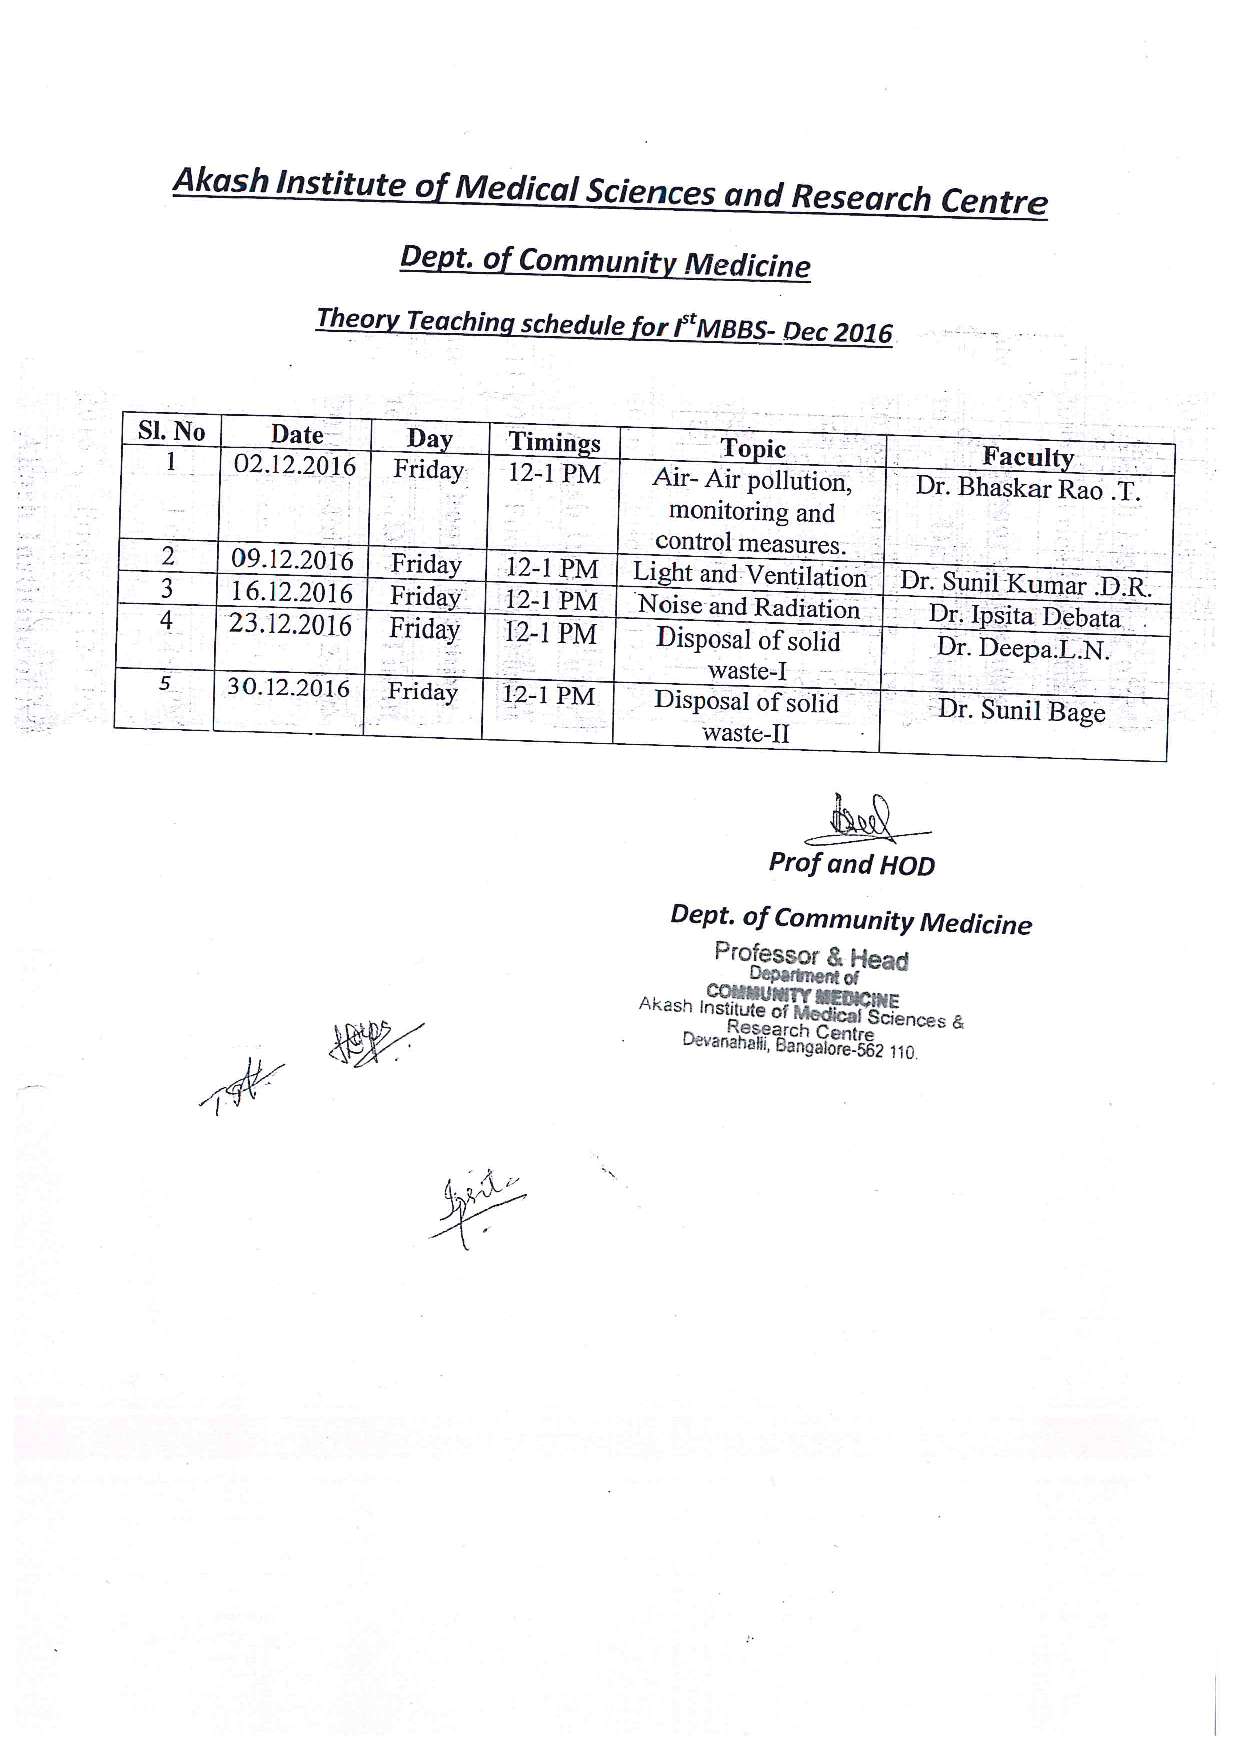 Akash Institute of Medical Sciences and Research Centre
Dept. of Community Medicine
Theory Teaching schedule for Ist MBBS- Dec 2016
Sl. No Date Day Timings Topic Faculty
1 02.12.2016 Friday 12-1 PM Air- Air pollution, Dr. Bhaskar Rao .T.
monitoring and
control measures.
2 09.12.2016 Friday 12-1 PM Light and Ventilation Dr. Sunil Kumar .D.R.
3 16.12.2016 Friday 12-1 PM Noise and Radiation Dr. Ipsita Debata
4 23.12.2016 Friday 12-1 PM Disposal of solid Dr. Deepa.L.N.
waste-I
5 30.12.2016 Friday 12-1 PM Disposal of solid Dr. Sunil Bage
waste-II
Prof and HOD
Dept. of Community Medicine
Professor & Head
Department of
COMMUNITY MEDICINE
Akash Institute of Medical Sciences &
Research Centre
Devanahalli, Bangalore-562 110.